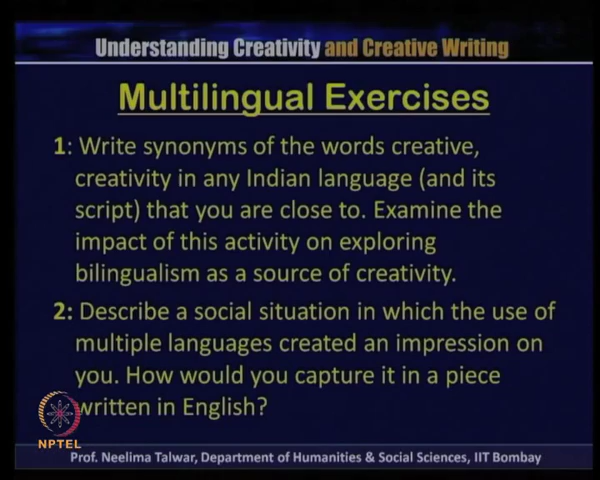 Understanding Creativity and Creative Writing
Multilingual Exercises
1: Write synonyms of the words creative,
creativity in any Indian language (and its
script) that you are close to. Examine the
impact of this activity on exploring
bilingualism as a source of creativity.
2: Describe a social situation in which the use of
multiple languages created an impression on
you. How would you capture it in a piece
written in English?
NPTEL
Prof. Neelima Talwar, Department of Humanities & Social Sciences, IIT Bombay